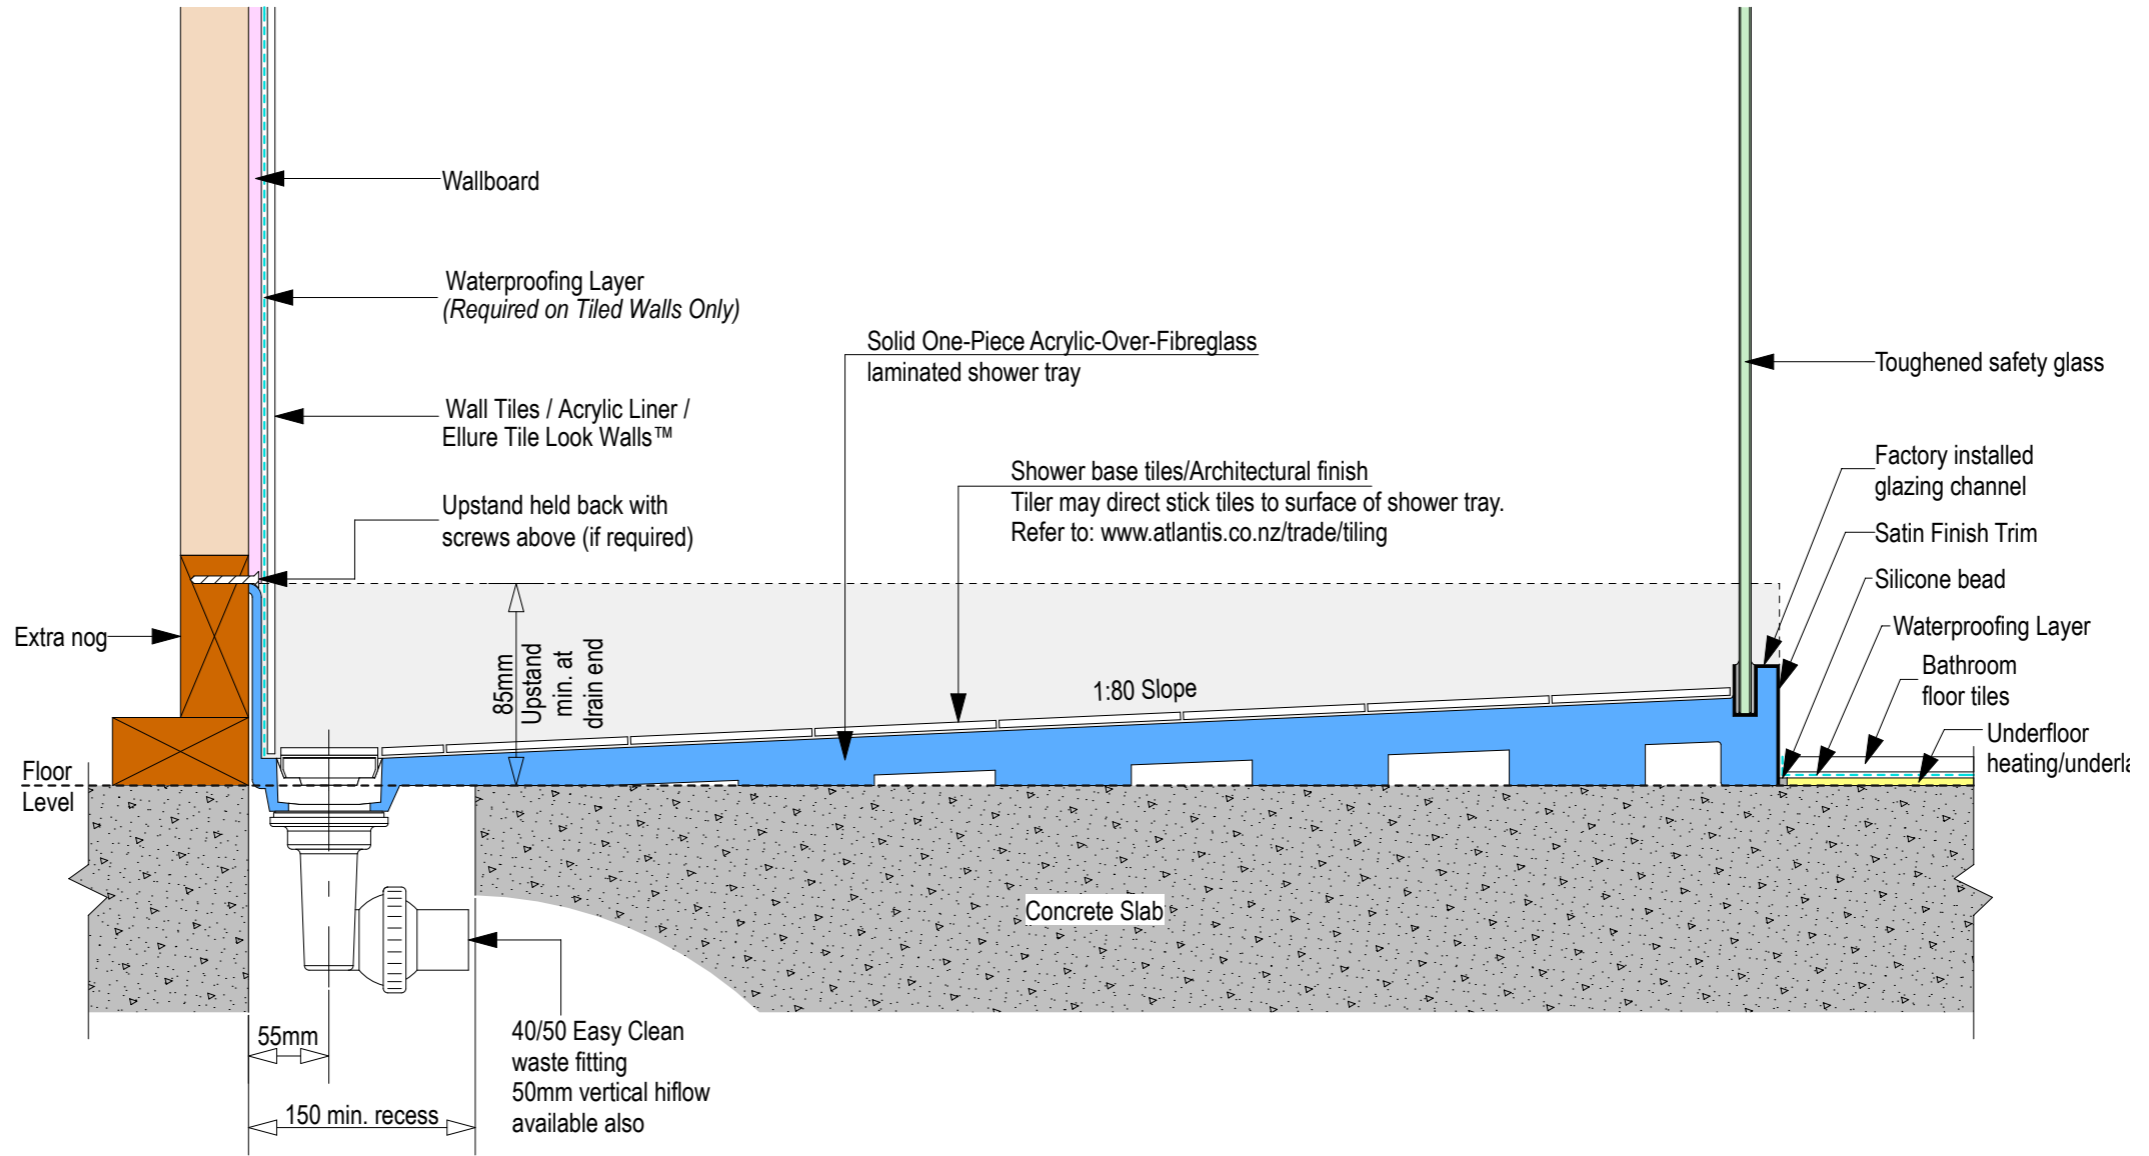 Wallboard
Waterproofing Layer
(Required on Tiled Walls Only)
Wall Tiles / Acrylic Liner /
Ellure Tile Look Walls™
Upstand held back with
screws above (if required)
Extra nog
Floor
Level
Solid One-Piece Acrylic-Over-Fibreglass
laminated shower tray
Shower base tiles/Architectural finish
Tiler may direct stick tiles to surface of shower tray.
Refer to: www.atlantis.co.nz/trade/tiling
85mm
Upstand
min. at
drain end
1:80 Slope
Toughened safety glass
Factory installed
glazing channel
Satin Finish Trim
Silicone bead
Waterproofing Layer
Bathroom
floor tiles
Underfloor
heating/underla
Concrete Slab
55mm
150 min. recess
40/50 Easy Clean
waste fitting
50mm vertical hiflow
available also